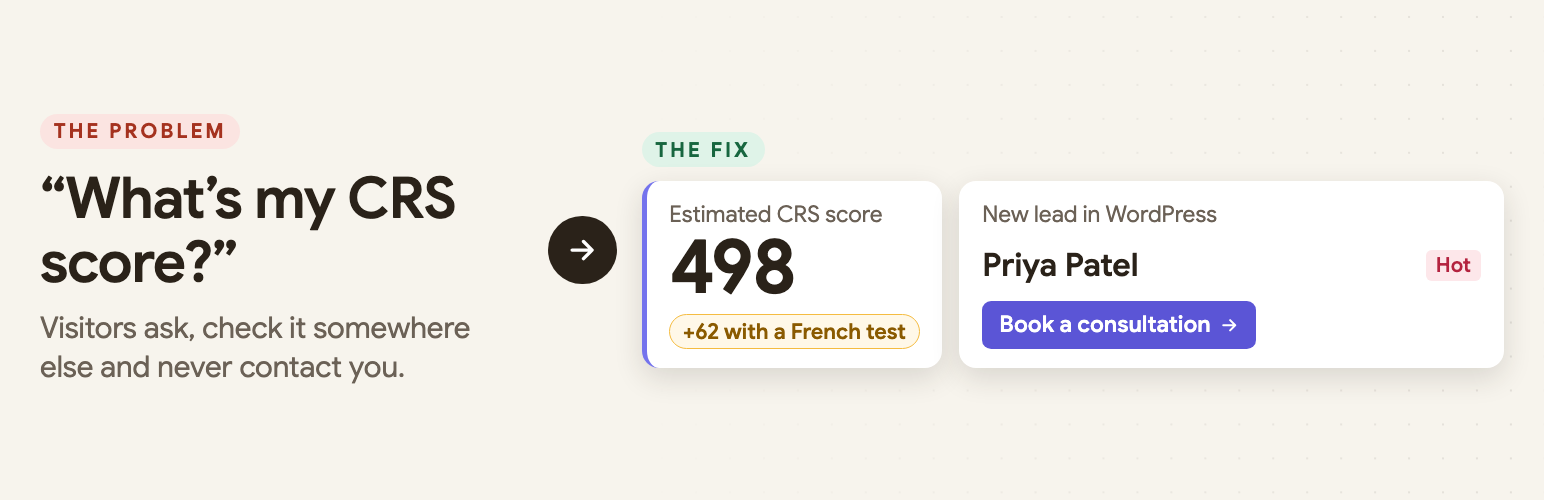 THE PROBLEM
“What’s my CRS
score?”
Visitors ask, check it somewhere
else and never contact you.
THE FIX
Estimated CRS score
498
+62 with a French test
New lead in WordPress
Priya Patel
Hot
Book a consultation →